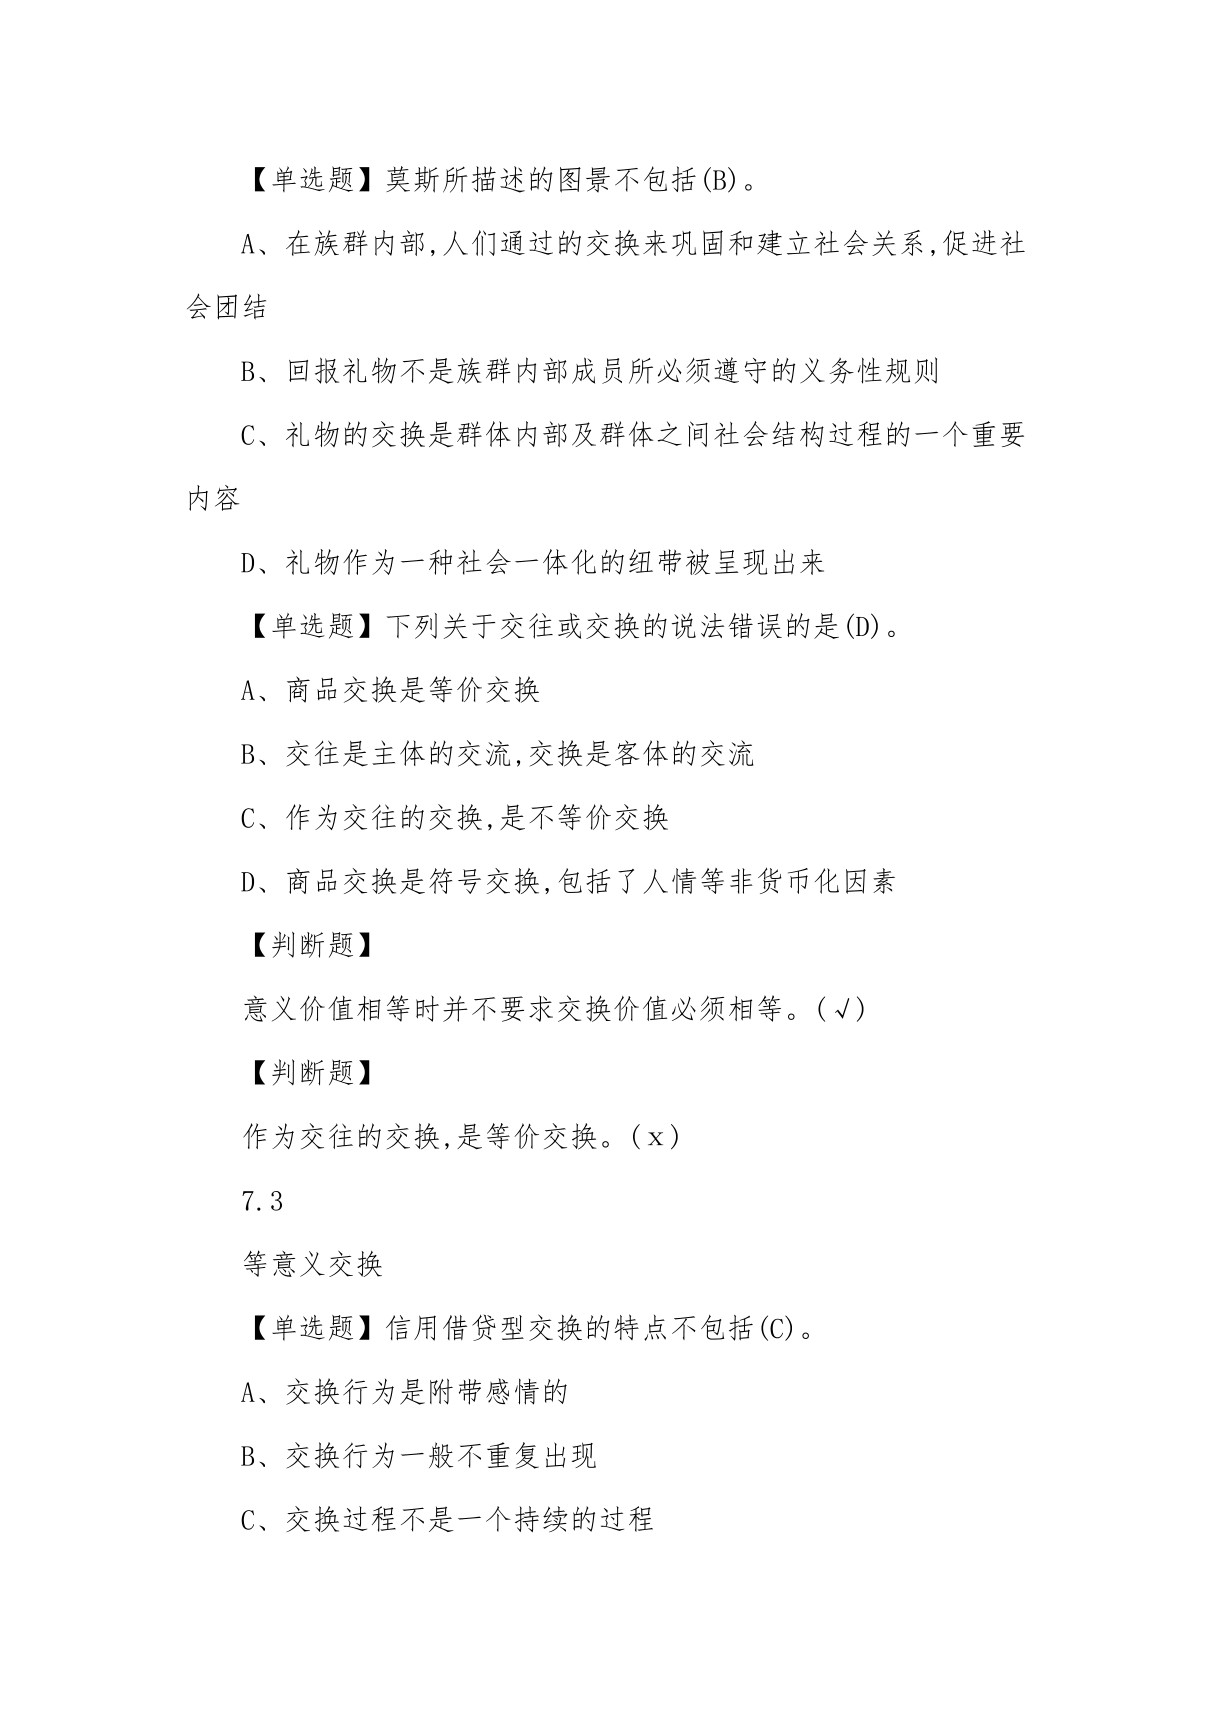 【单选题】莫斯所描述的图景不包括(B)。
A、在族群内部,人们通过的交换来巩固和建立社会关系,促进社
会团结
B、回报礼物不是族群内部成员所必须遵守的义务性规则
C、礼物的交换是群体内部及群体之间社会结构过程的一个重要
内容
D、礼物作为一种社会一体化的纽带被呈现出来
【单选题】下列关于交往或交换的说法错误的是(D)。
A、商品交换是等价交换
B、交往是主体的交流,交换是客体的交流
C、作为交往的交换,是不等价交换
D、商品交换是符号交换,包括了人情等非货币化因素
【判断题】
意义价值相等时并不要求交换价值必须相等。(√)
【判断题】
作为交往的交换,是等价交换。(x)
7.3
等意义交换
【单选题】信用借贷型交换的特点不包括(C)。
A、交换行为是附带感情的
B、交换行为一般不重复出现
C、交换过程不是一个持续的过程